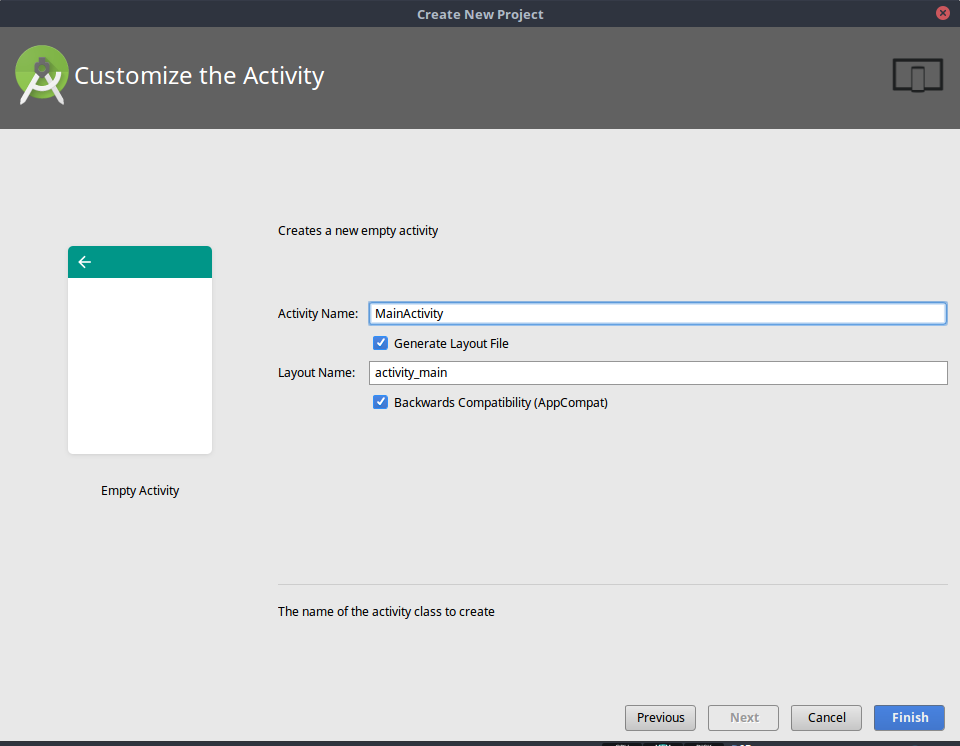 Create New Project
Customize the Activity
Creates a new empty activity
Activity Name: MainActivity
Generate Layout File
Layout Name: activity_main
Backwards Compatibility (AppCompat)
Empty Activity
The name of the activity class to create
Previous Next Cancel Finish